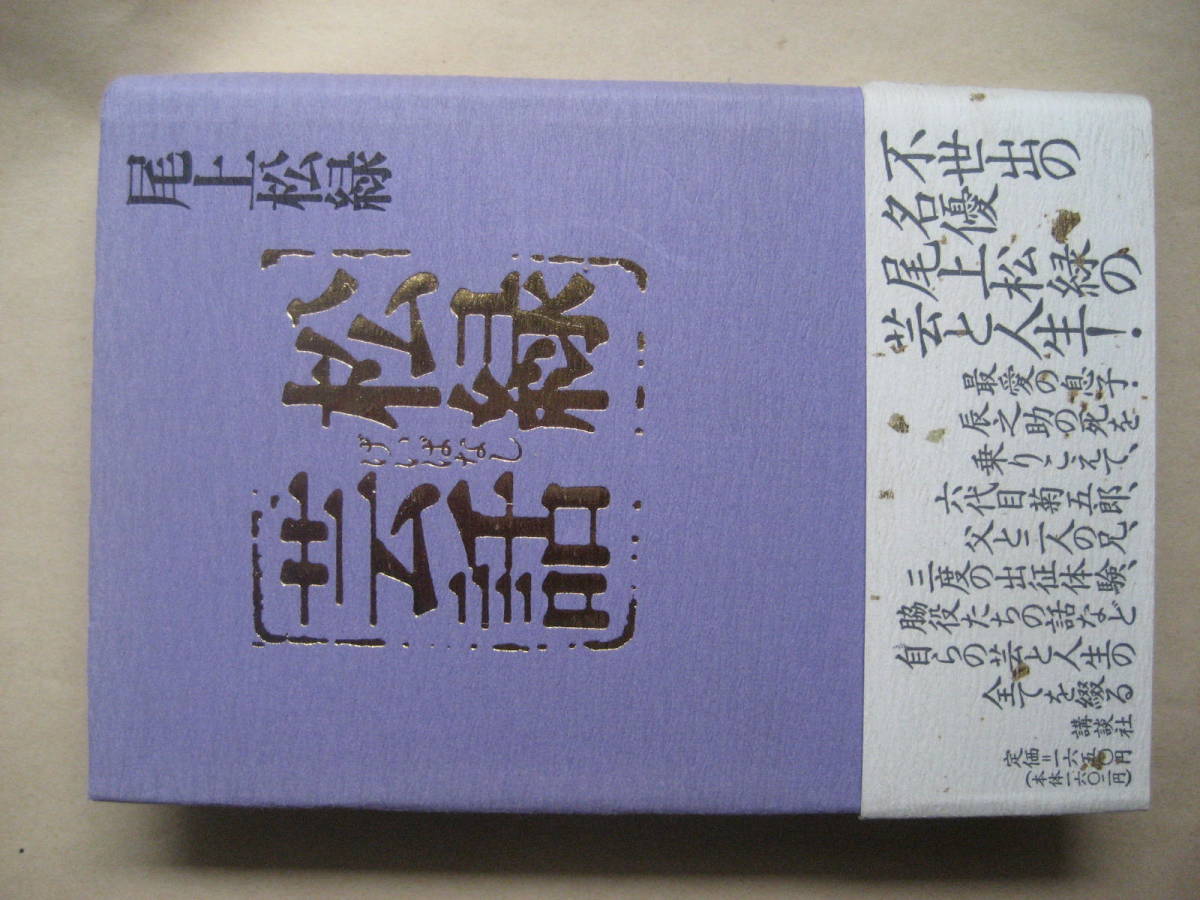 尾上松緑
松緑
げいばなし
芸話
不世出の
名優
尾上松緑の
芸と人生!
最愛の息子!
辰之助の死を
乗りこえて、
六代目菊五郎、
父と二人の兄、
三度の出征体験、
脇役たちの話など
自らの芸と人生の
全てを綴る
講談社
定価=一六五〇円
(本体一六〇二円)